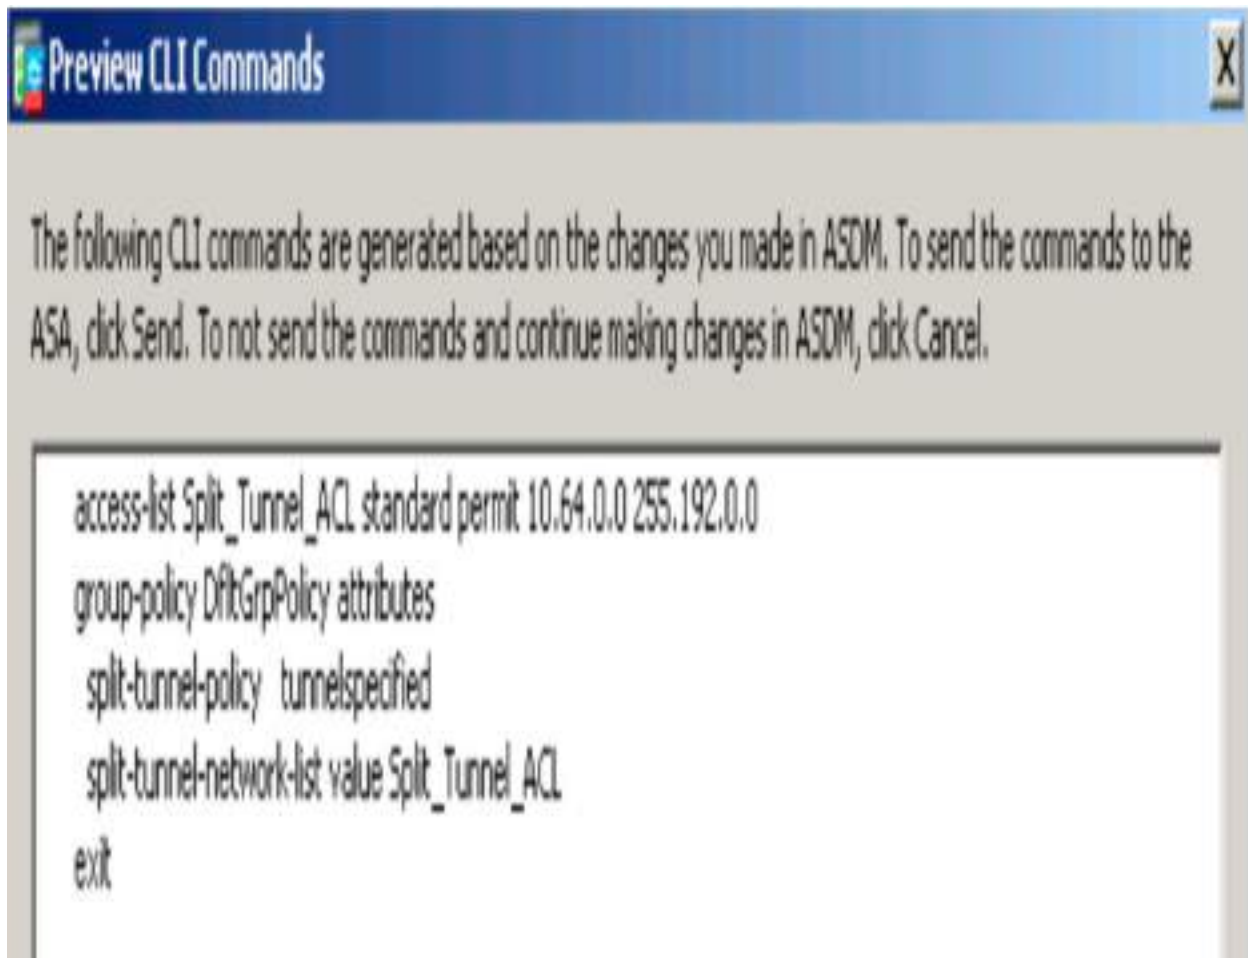 Preview CLI Commands
X
The following CLI commands are generated based on the changes you made in ASDM. To send the commands to the
ASA, click Send. To not send the commands and continue making changes in ASDM, click Cancel.
access-list Split_Tunnel_ACL standard permit 10.64.0.0 255.192.0.0
group-policy DfltGrpPolicy attributes
split-tunnel-policy tunnelspecified
split-tunnel-network-list value Split_Tunnel_ACL
exit